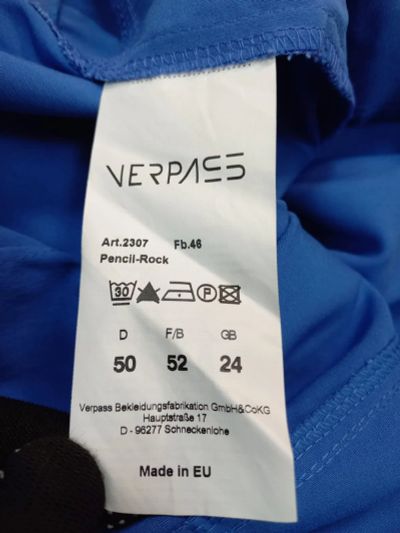 VERPASS
Art.2307 Fb.46
Pencil-Rock
30 P
D F/B GB
50 52 24
Verpass Bekleidungsfabrikation GmbH&CoKG
Hauptstraße 17
D - 96277 Schneckenlohe
Made in EU